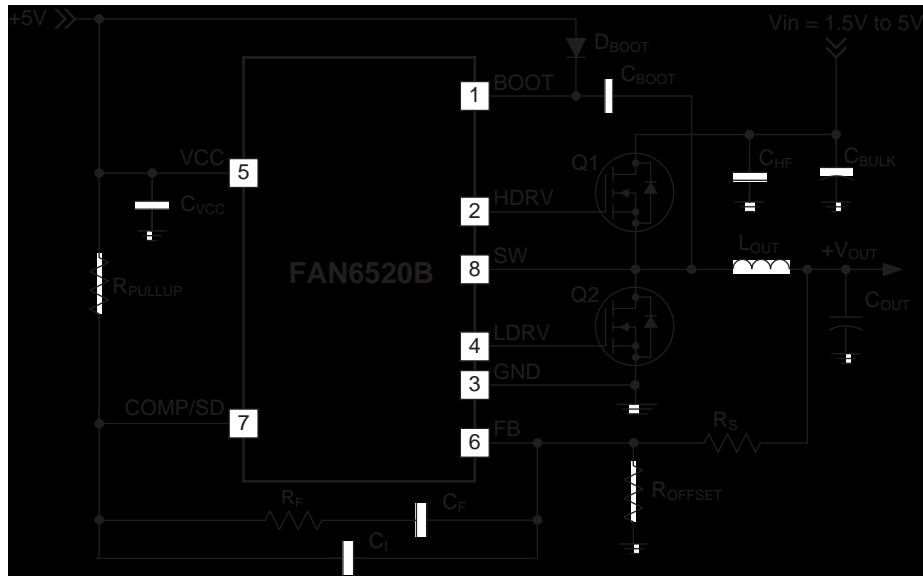 +5V
Vin = 1.5V to 5V
DBOOT
CBOOT
BOOT
1
VCC
5
Q1
CHF
CBULK
CVCC
HDRV
2
LOUT
+VOUT
SW
8
FAN6520B
RPULLUP
Q2
COUT
LDRV
4
GND
3
COMP/SD
7
FB
6
RS
RF
CF
ROFFSET
CI